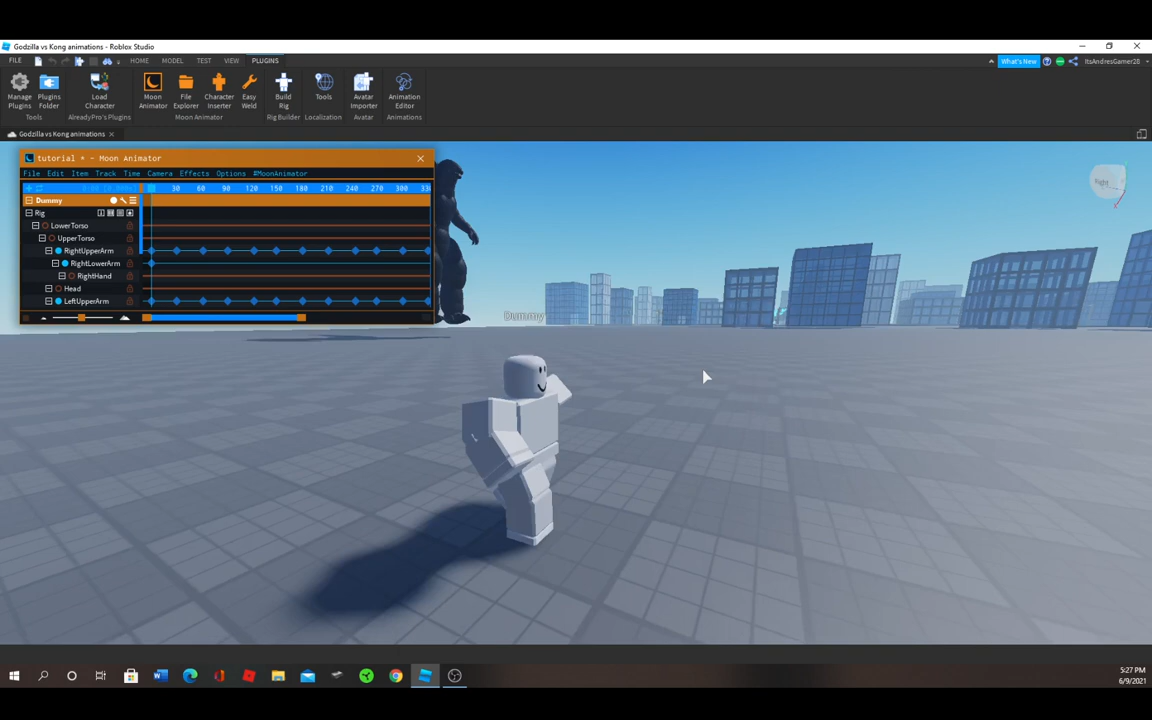 Godzilla vs Kong animations - Roblox Studio
FILE HOME MODEL TEST VIEW PLUGINS What's New ItsAndresGamer28
Manage Plugins
Plugins Folder
Load Character
Moon Animator
File Explorer
Character Inserter
Easy Weld
Build Rig
Tools
Avatar Importer
Animation Editor
Tools AlreadyPro's Plugins Moon Animator Rig Builder Localization Avatar Animations
Godzilla vs Kong animations
tutorial * - Moon Animator
File Edit Item Track Time Camera Effects Options #MoonAnimator
30 60 90 120 150 180 210 240 270 300 330
Dummy
Rig
LowerTorso
UpperTorso
RightUpperArm
RightLowerArm
RightHand
Head
LeftUpperArm
Right
Dummy
5:27 PM
6/9/2021